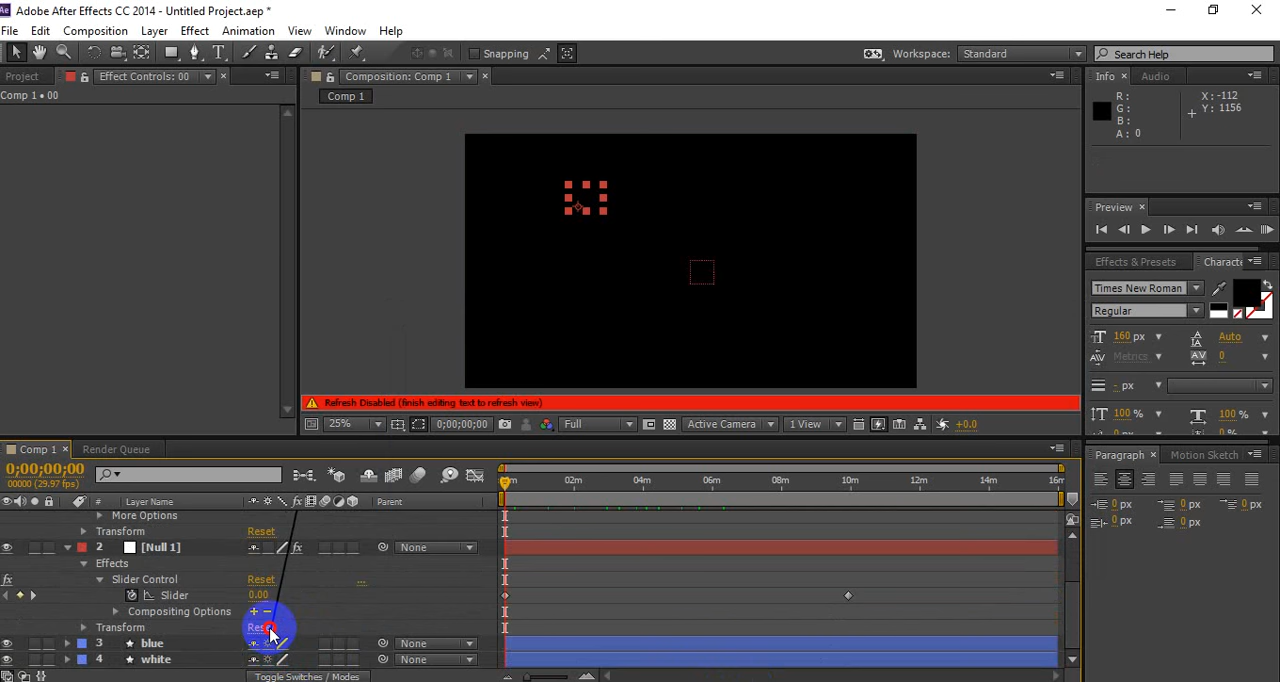 Adobe After Effects CC 2014 - Untitled Project.aep *
File Edit Composition Layer Effect Animation View Window Help
Snapping Workspace: Standard Search Help
Project Effect Controls: 00 Composition: Comp 1 Info Audio
Comp 1 • 00 Comp 1
R: X: -112
G: Y: 1156
B:
A: 0
Preview
Effects & Presets Characte
Times New Roman
Regular
160 px Auto
Metrics 0
- px
100 % 100 %
Refresh Disabled (finish editing text to refresh view)
25% 0;00;00;00 Full Active Camera 1 View +0.0
Comp 1 Render Queue Paragraph Motion Sketch
0;00;00;00
00000 (29.97 fps)
02m 04m 06m 08m 10m 12m 14m 16m
# Layer Name Parent
0 px 0 px 0 px
0 px 0 px
More Options
Transform Reset
2 [Null 1] None
Effects
Slider Control Reset ...
Slider 0.00
Compositing Options + −
Transform Reset
3 blue None
4 white None
Toggle Switches / Modes